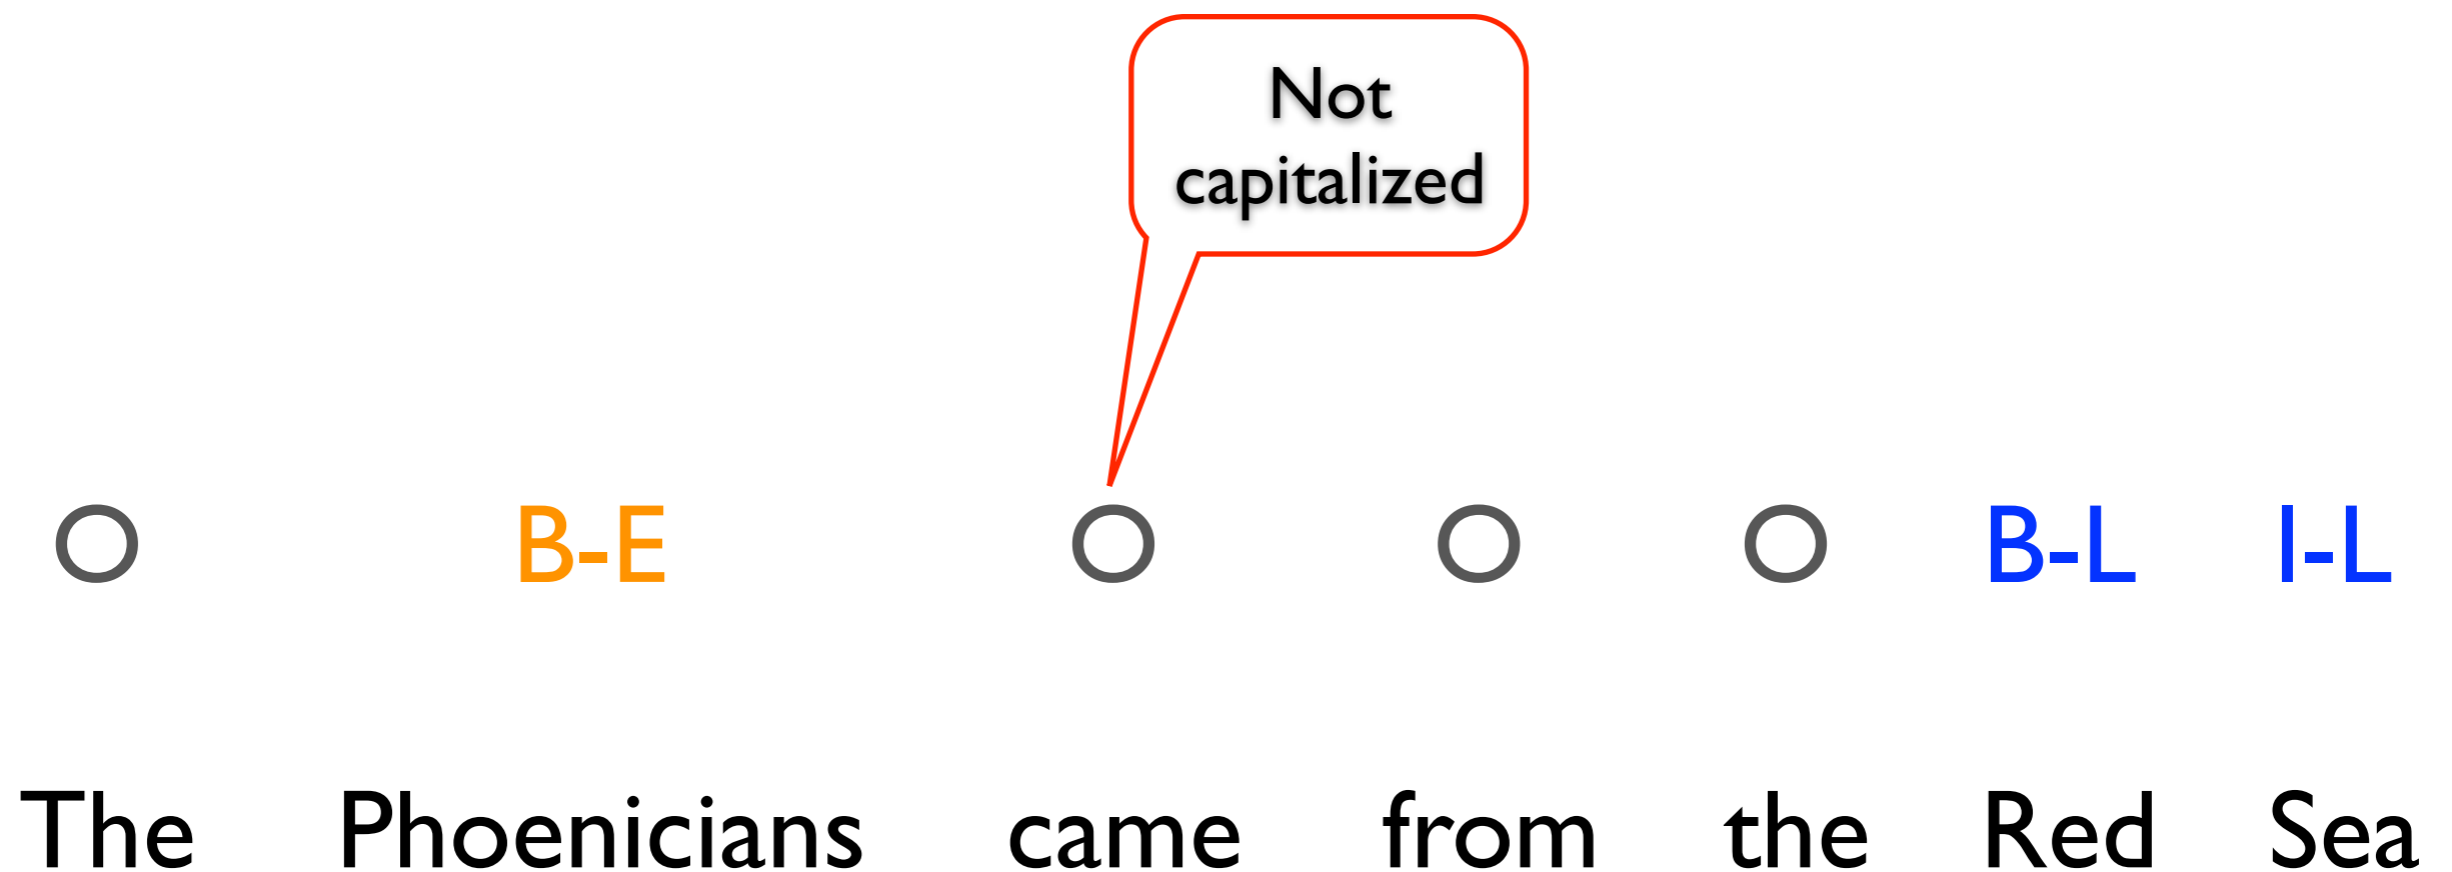 Not
capitalized
O B-E O O O B-L I-L
The Phoenicians came from the Red Sea